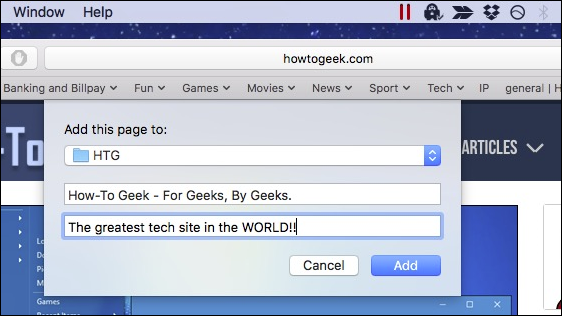 Window Help
howtogeek.com
Banking and Billpay Fun Games Movies News Sport Tech IP general | H
Add this page to:
HTG
-To
ARTICLES
How-To Geek - For Geeks, By Geeks.
The greatest tech site in the WORLD!!
Cancel Add
Games